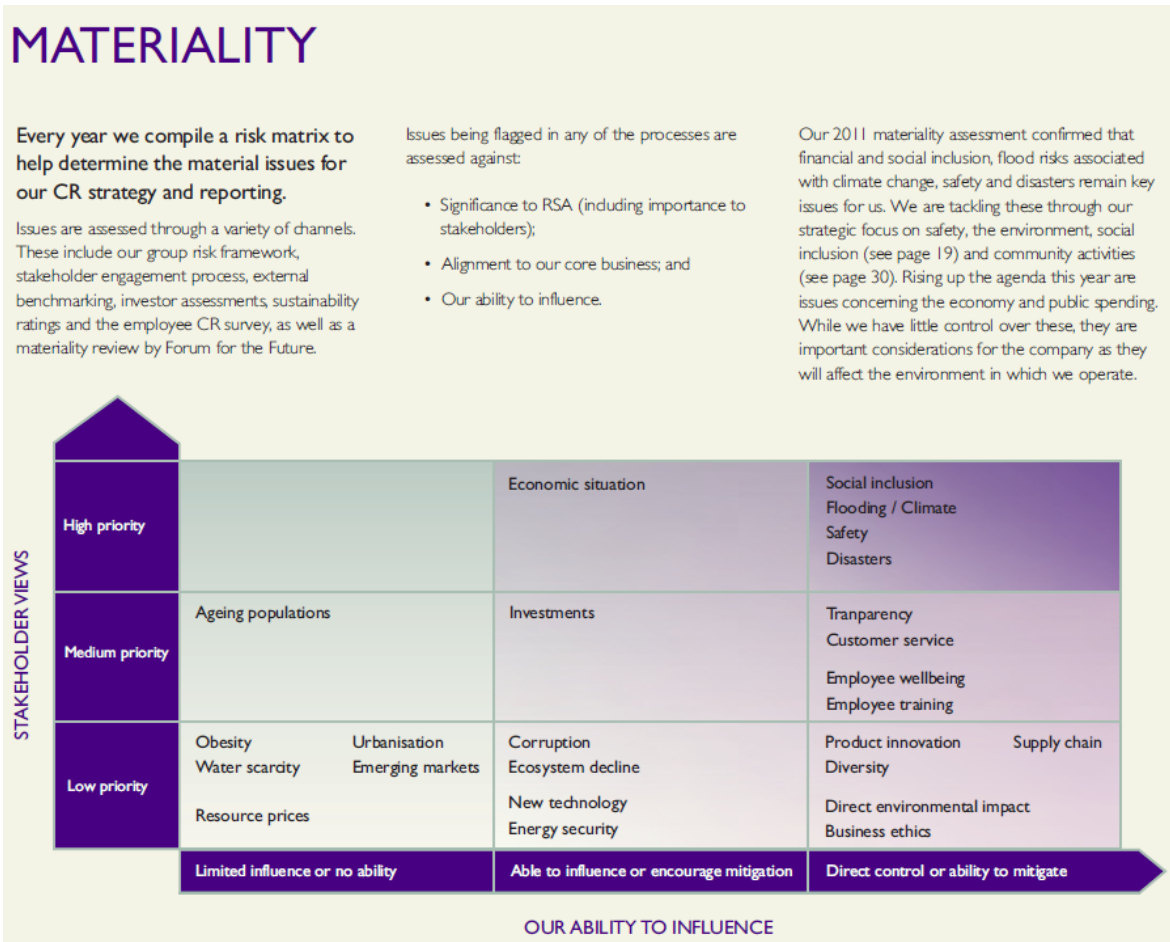 MATERIALITY
Every year we compile a risk matrix to
help determine the material issues for
our CR strategy and reporting.
Issues are assessed through a variety of channels.
These include our group risk framework,
stakeholder engagement process, external
benchmarking, investor assessments, sustainability
ratings and the employee CR survey, as well as a
materiality review by Forum for the Future.
Issues being flagged in any of the processes are
assessed against:
• Significance to RSA (including importance to
stakeholders);
• Alignment to our core business; and
• Our ability to influence.
Our 2011 materiality assessment confirmed that
financial and social inclusion, flood risks associated
with climate change, safety and disasters remain key
issues for us. We are tackling these through our
strategic focus on safety, the environment, social
inclusion (see page 19) and community activities
(see page 30). Rising up the agenda this year are
issues concerning the economy and public spending.
While we have little control over these, they are
important considerations for the company as they
will affect the environment in which we operate.
STAKEHOLDER VIEWS
High priority
Economic situation
Social inclusion
Flooding / Climate
Safety
Disasters
Medium priority
Ageing populations
Investments
Tranparency
Customer service
Employee wellbeing
Employee training
Low priority
Obesity
Water scarcity
Resource prices
Urbanisation
Emerging markets
Corruption
Ecosystem decline
New technology
Energy security
Product innovation
Diversity
Direct environmental impact
Business ethics
Supply chain
Limited influence or no ability
Able to influence or encourage mitigation
Direct control or ability to mitigate
OUR ABILITY TO INFLUENCE